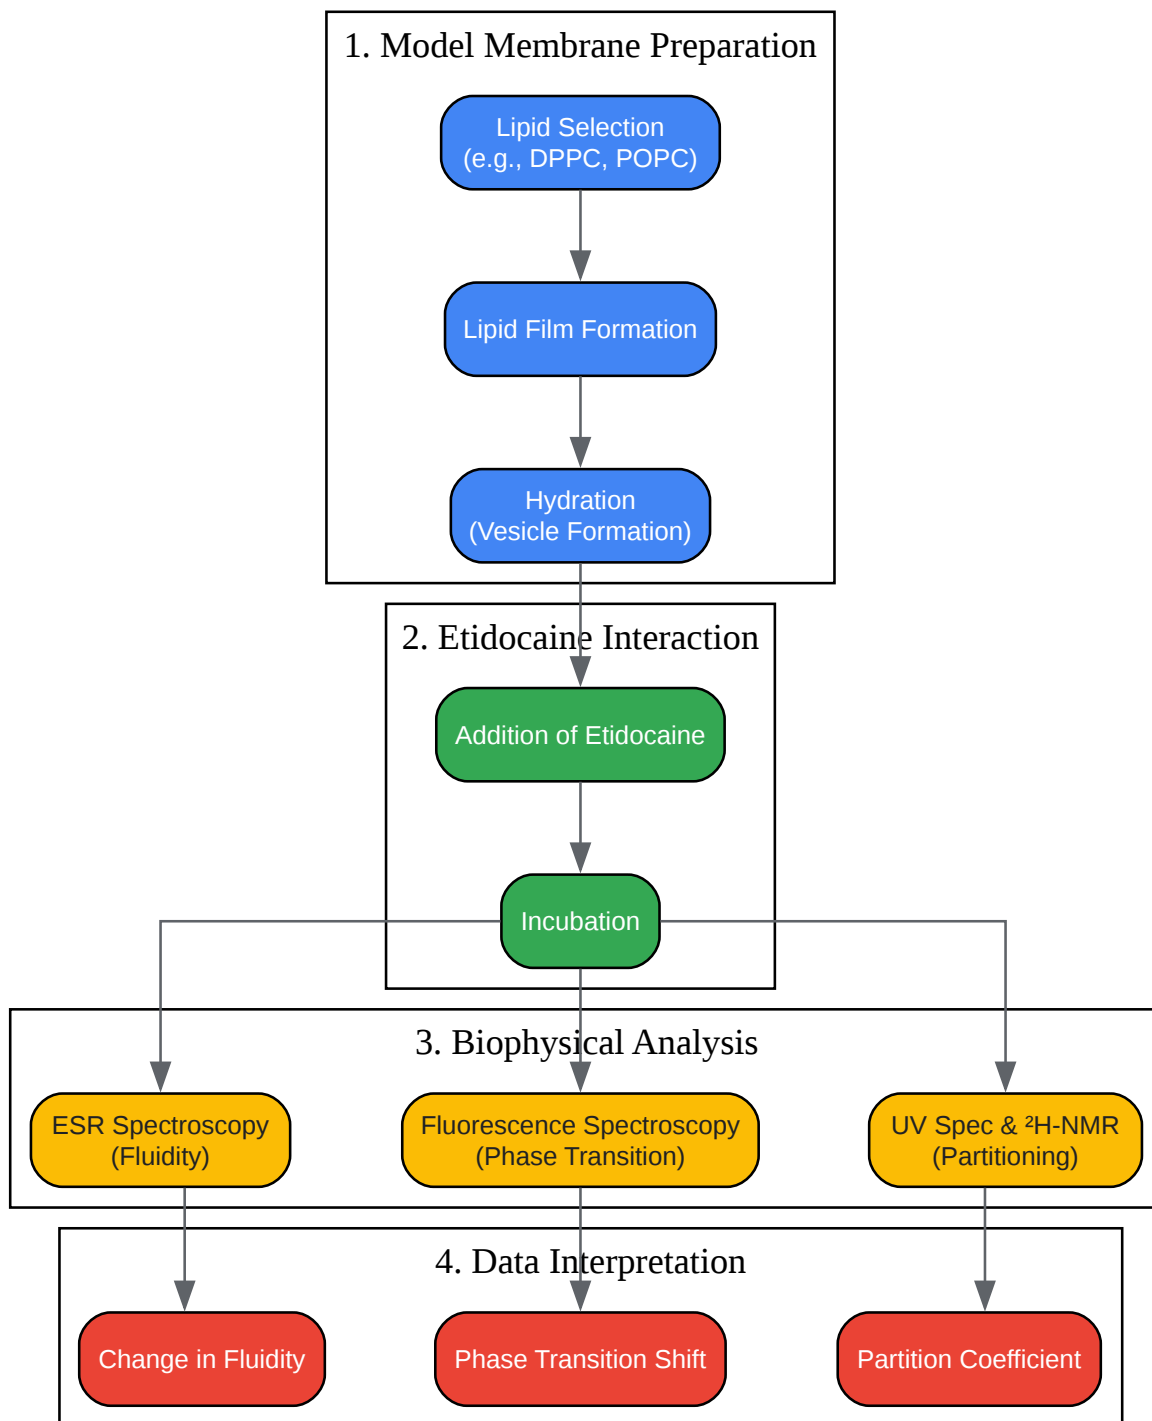 1. Model Membrane Preparation
Lipid Selection
(e.g., DPPC, POPC)
Lipid Film Formation
Hydration
(Vesicle Formation)
2. Etidocaine Interaction
Addition of Etidocaine
Incubation
3. Biophysical Analysis
ESR Spectroscopy
(Fluidity)
Fluorescence Spectroscopy
(Phase Transition)
UV Spec & ²H-NMR
(Partitioning)
4. Data Interpretation
Change in Fluidity
Phase Transition Shift
Partition Coefficient